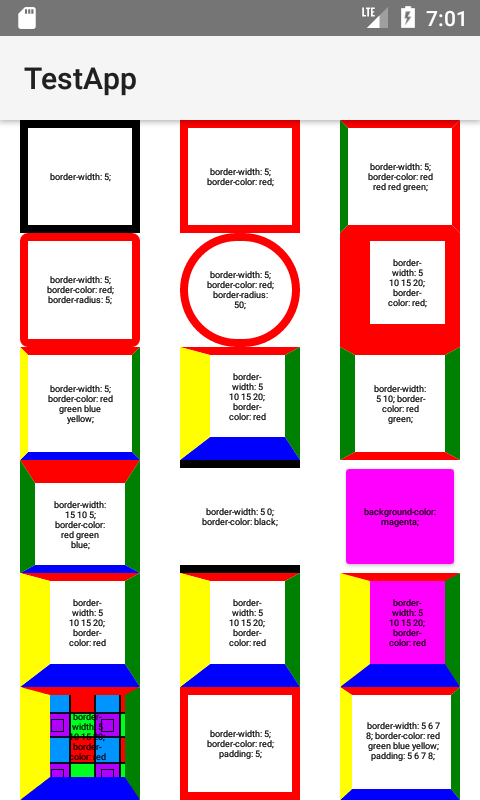 LTE 7:01
TestApp
border-width: 5;
border-width: 5;
border-color: red;
border-width: 5;
border-color: red
red red green;
border-width: 5;
border-color: red;
border-radius: 5;
border-width: 5;
border-color: red;
border-radius:
50;
border-
width: 5
10 15 20;
border-
color:
red;
border-width: 5;
border-color: red
green blue
yellow;
border-
width: 5
10 15 20;
border-
color: red
border-width:
5 10; border-
color: red
green;
border-width:
15 10 5;
border-color:
red green
blue;
border-width: 5 0;
border-color: black;
background-color:
magenta;
border-
width: 5
10 15 20;
border-
color: red
border-
width: 5
10 15 20;
border-
color: red
border-
width: 5
10 15 20;
border-
color: red
border-
width: 5
10 15 20;
border-
color: red
border-width: 5;
border-color: red;
padding: 5;
border-width: 5 6 7
8; border-color: red
green blue yellow;
padding: 5 6 7 8;